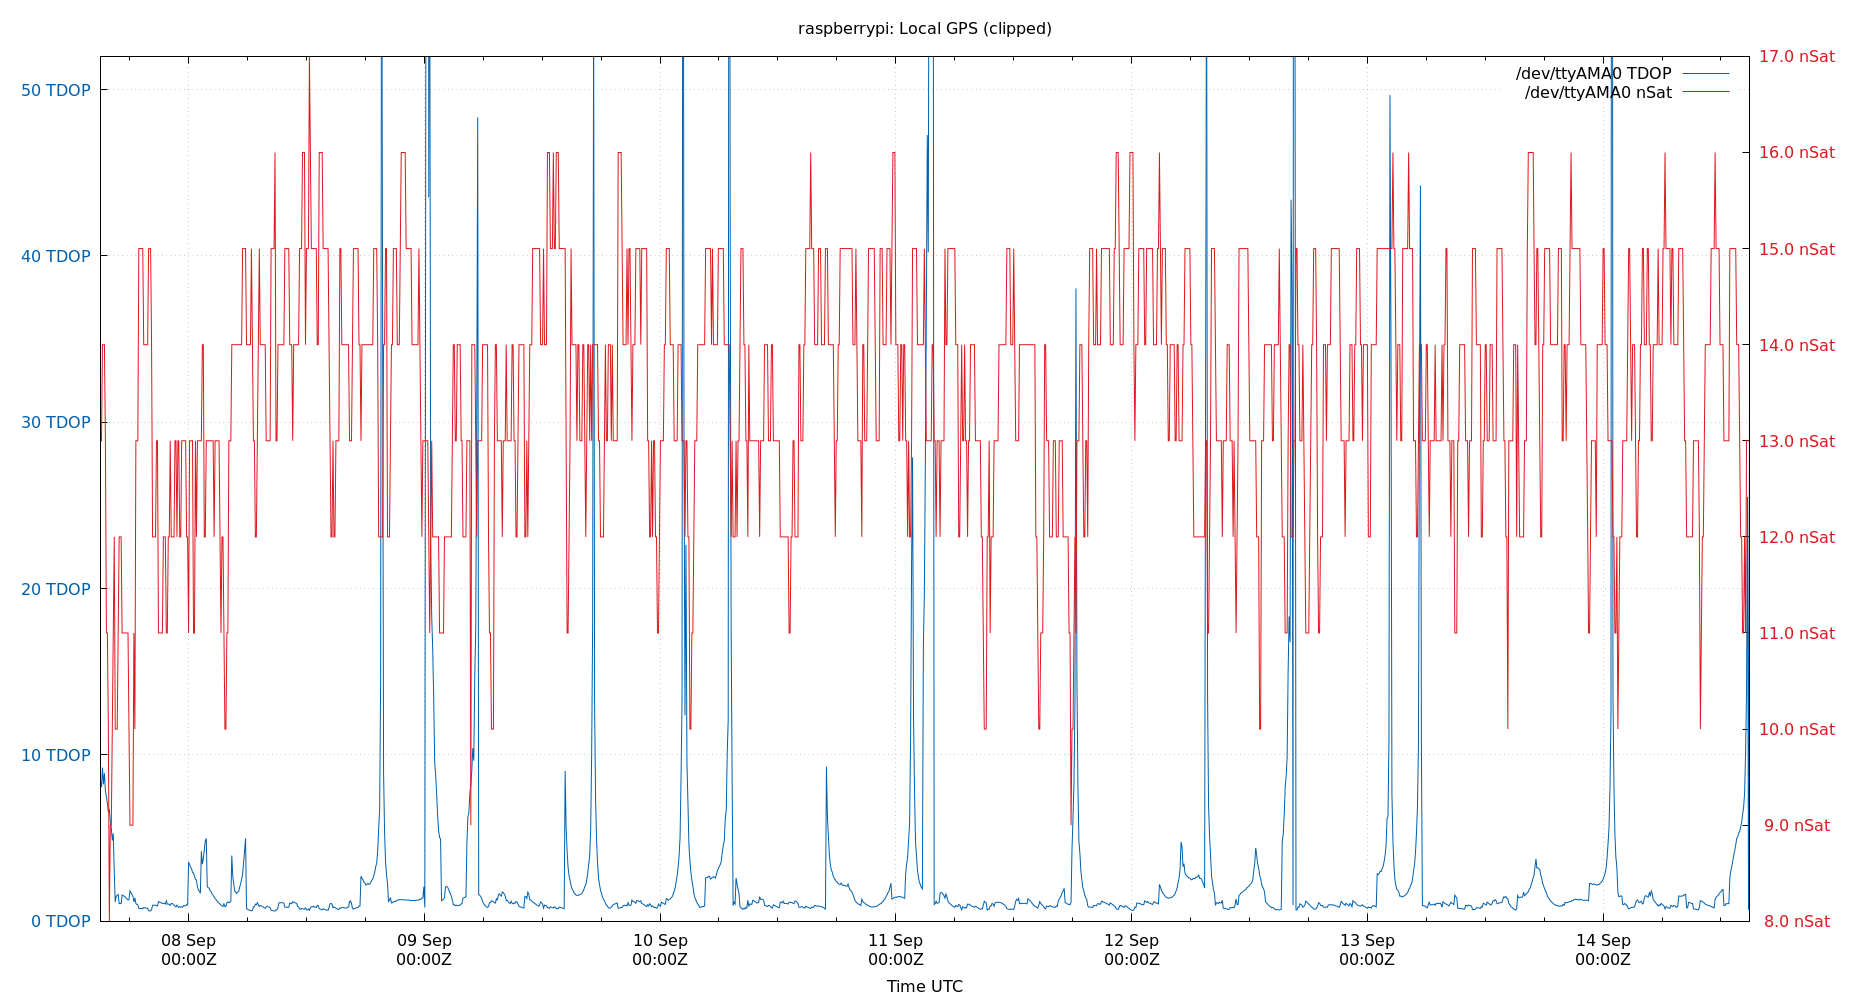 raspberrypi: Local GPS (clipped)
/dev/ttyAMA0 TDOP
/dev/ttyAMA0 nSat
50 TDOP
40 TDOP
30 TDOP
20 TDOP
10 TDOP
0 TDOP
17.0 nSat
16.0 nSat
15.0 nSat
14.0 nSat
13.0 nSat
12.0 nSat
11.0 nSat
10.0 nSat
9.0 nSat
8.0 nSat
08 Sep
00:00Z
09 Sep
00:00Z
10 Sep
00:00Z
11 Sep
00:00Z
12 Sep
00:00Z
13 Sep
00:00Z
14 Sep
00:00Z
Time UTC